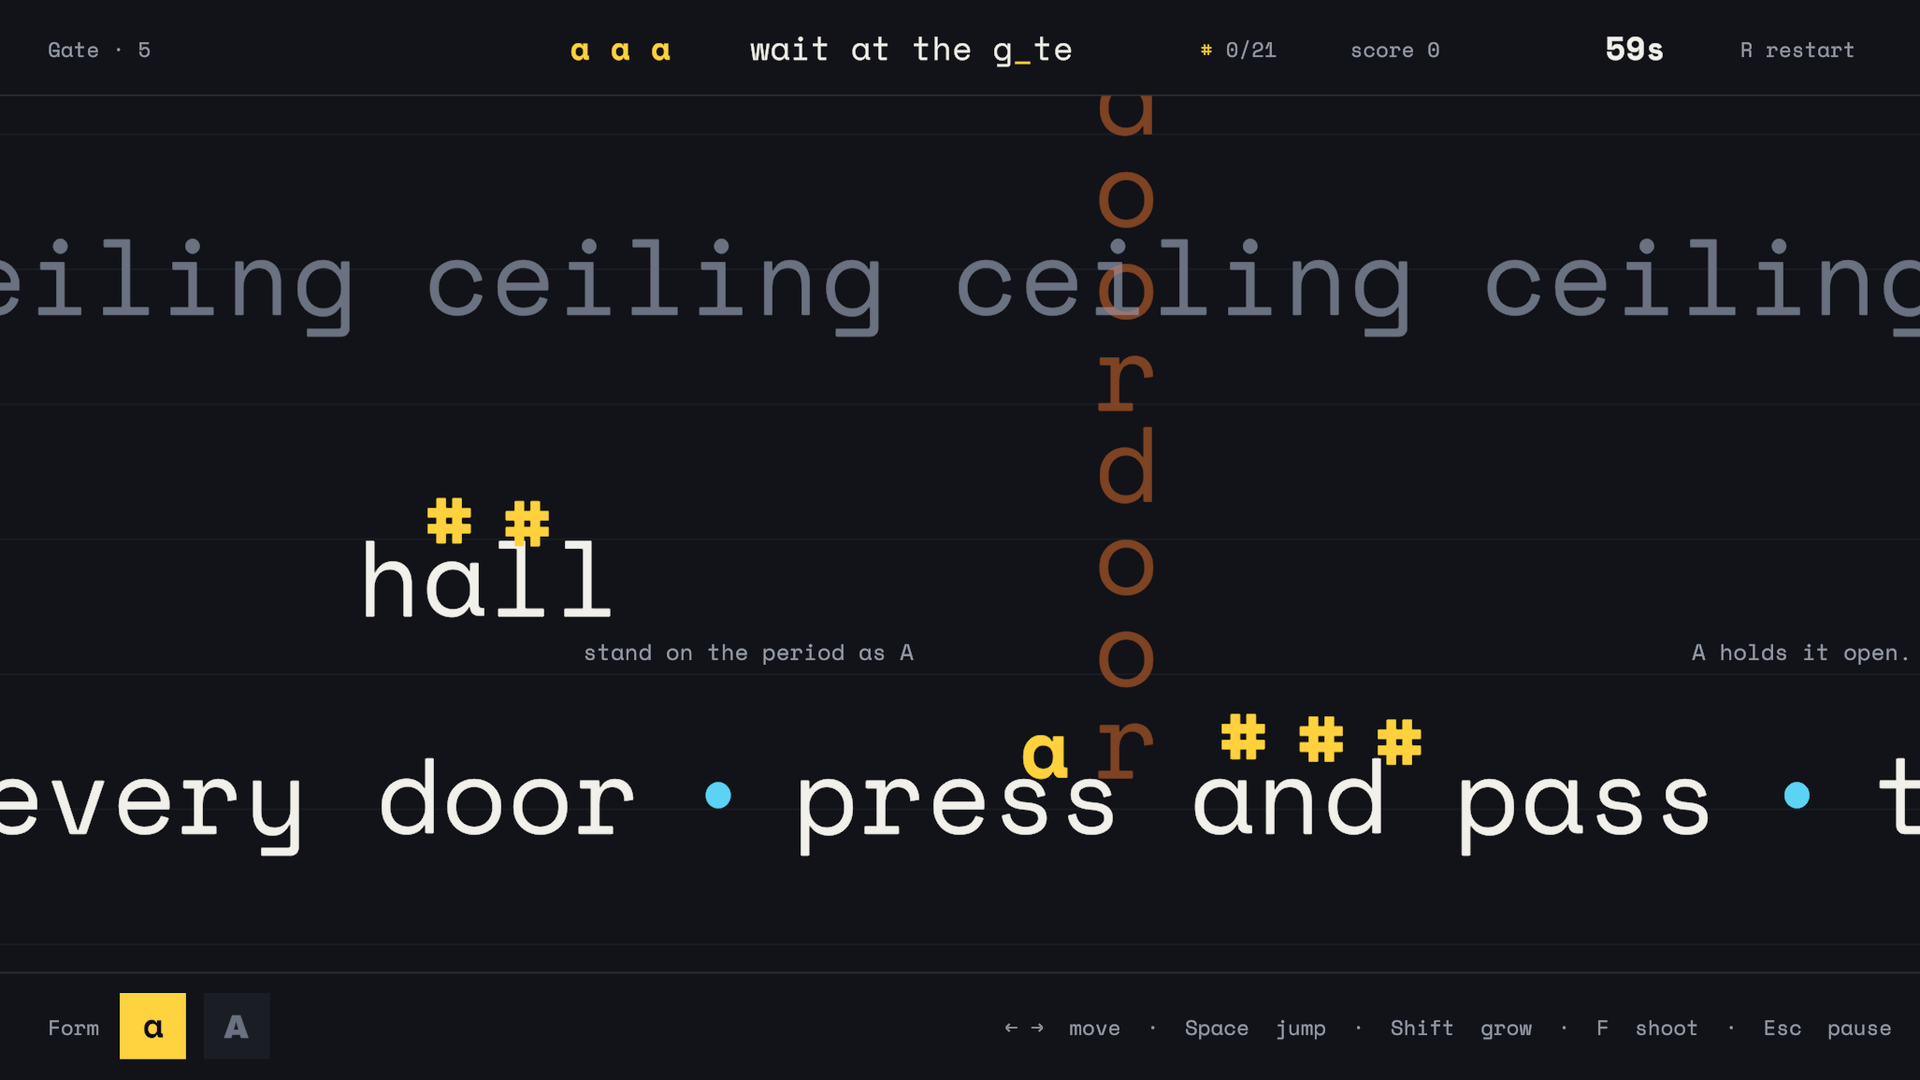 Gate · 5
a a a
wait at the g_te
# 0/21
score 0
59s
R restart
door door
eiling ceiling ceiling ceiling
# #
hall
stand on the period as A
A holds it open.
a
# # #
every door • press and pass • t
Form a A
← → move · Space jump · Shift grow · F shoot · Esc pause